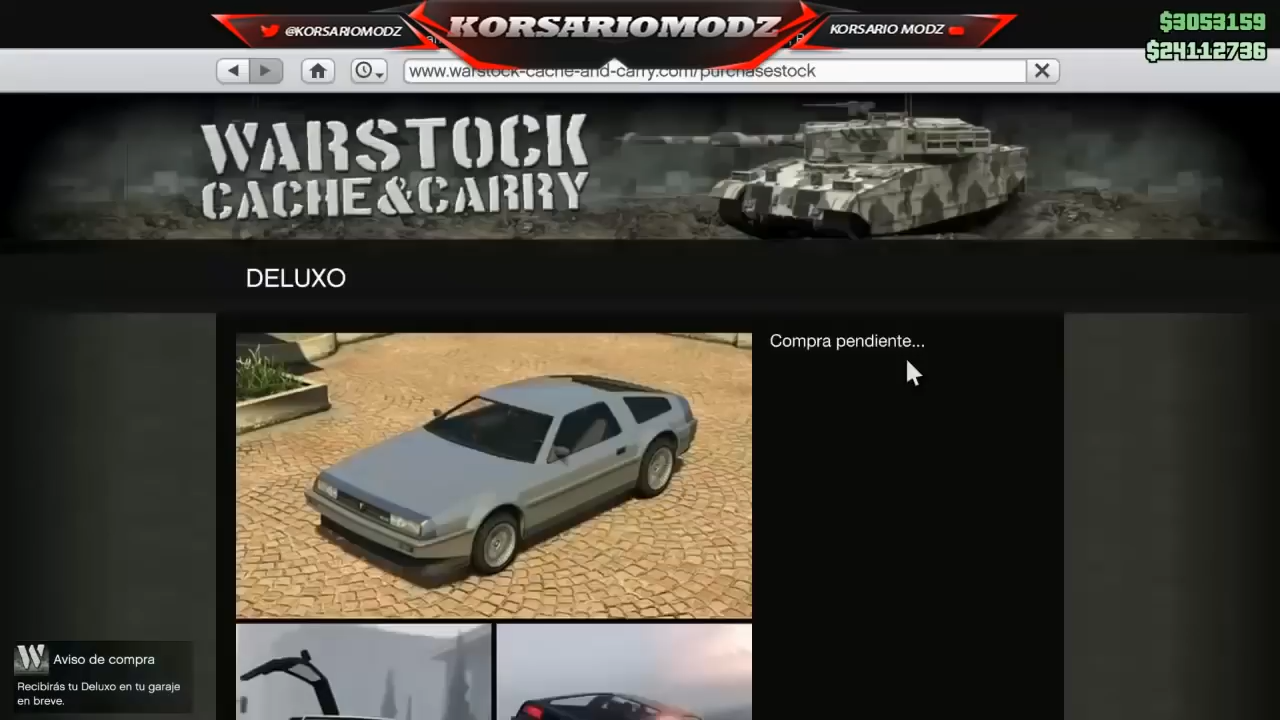 @KORSARIOMODZ
KORSARIOMODZ
KORSARIO MODZ
$3053159
$24112736
www.warstock-cache-and-carry.com/purchasestock
WARSTOCK
CACHE&CARRY
DELUXO
Compra pendiente...
W Aviso de compra
Recibirás tu Deluxo en tu garaje
en breve.